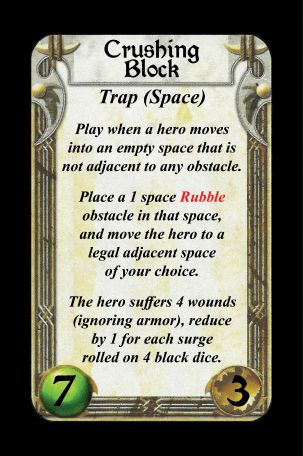 Crushing
Block
Trap (Space)
Play when a hero moves
into an empty space that is
not adjacent to any obstacle.
Place a 1 space Rubble
obstacle in that space,
and move the hero to a
legal adjacent space
of your choice.
The hero suffers 4 wounds
(ignoring armor), reduce
by 1 for each surge
rolled on 4 black dice.
7
3